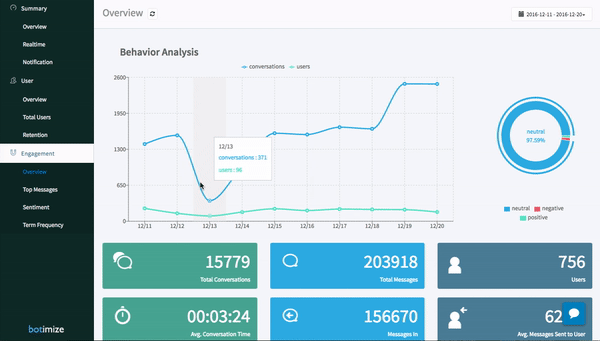 Summary
Overview
Realtime
Notification
User
Overview
Total Users
Retention
Engagement
Overview
Top Messages
Sentiment
Term Frequency
botimize
Overview
2016-12-11 - 2016-12-20
Behavior Analysis
conversations users
2600
1950
1300
650
0
12/11 12/12 12/13 12/14 12/15 12/16 12/17 12/18 12/19 12/20
12/13
conversations : 371
users : 96
neutral
97.59%
neutral negative
positive
15779
Total Conversations
203918
Total Messages
756
Users
00:03:24
Avg. Conversation Time
156670
Messages In
62
Avg. Messages Sent to User